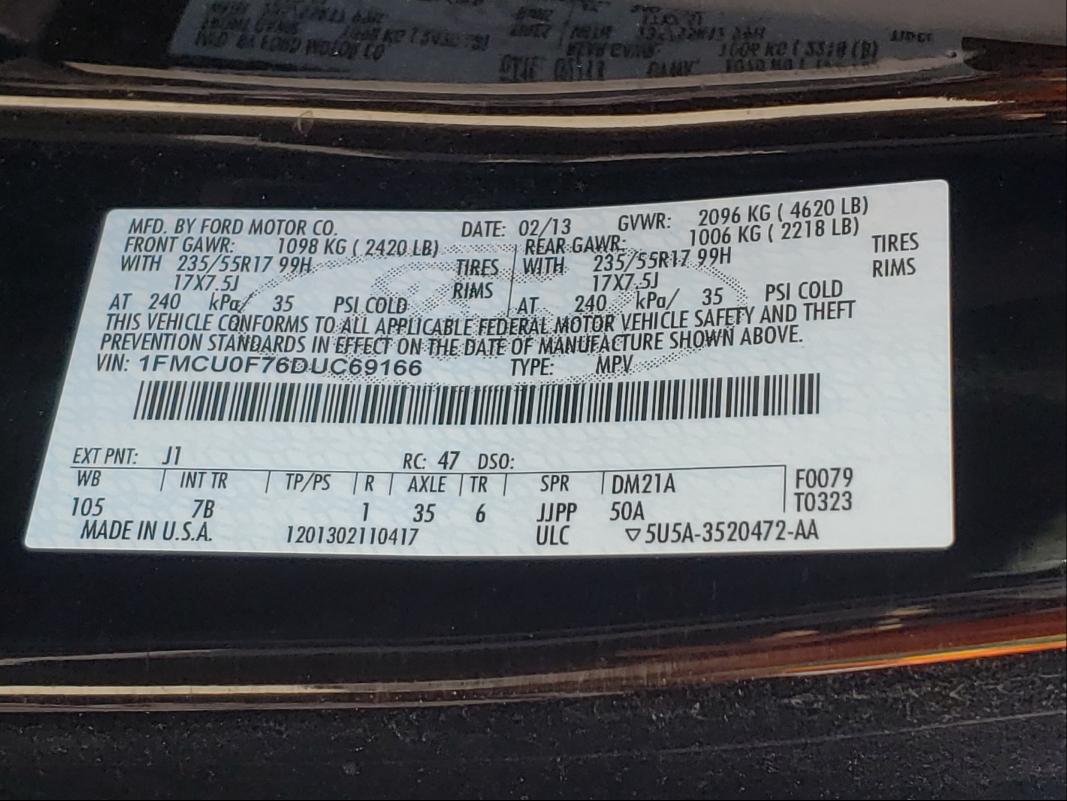 MFD. BY FORD MOTOR CO. DATE: 02/13 GVWR: 2096 KG ( 4620 LB)
FRONT GAWR: 1098 KG ( 2420 LB) REAR GAWR: 1006 KG ( 2218 LB)
WITH 235/55R17 99H TIRES WITH 235/55R17 99H TIRES
17X7.5J RIMS 17X7.5J RIMS
AT 240 kPa/ 35 PSI COLD AT 240 kPa/ 35 PSI COLD
THIS VEHICLE CONFORMS TO ALL APPLICABLE FEDERAL MOTOR VEHICLE SAFETY AND THEFT
PREVENTION STANDARDS IN EFFECT ON THE DATE OF MANUFACTURE SHOWN ABOVE.
VIN: 1FMCU0F76DUC69166 TYPE: MPV
EXT PNT: J1 RC: 47 DSO:
WB INT TR TP/PS R AXLE TR SPR DM21A F0079
105 7B 1 35 6 JJPP 50A T0323
MADE IN U.S.A. 1201302110417 ULC ▽5U5A-3520472-AA